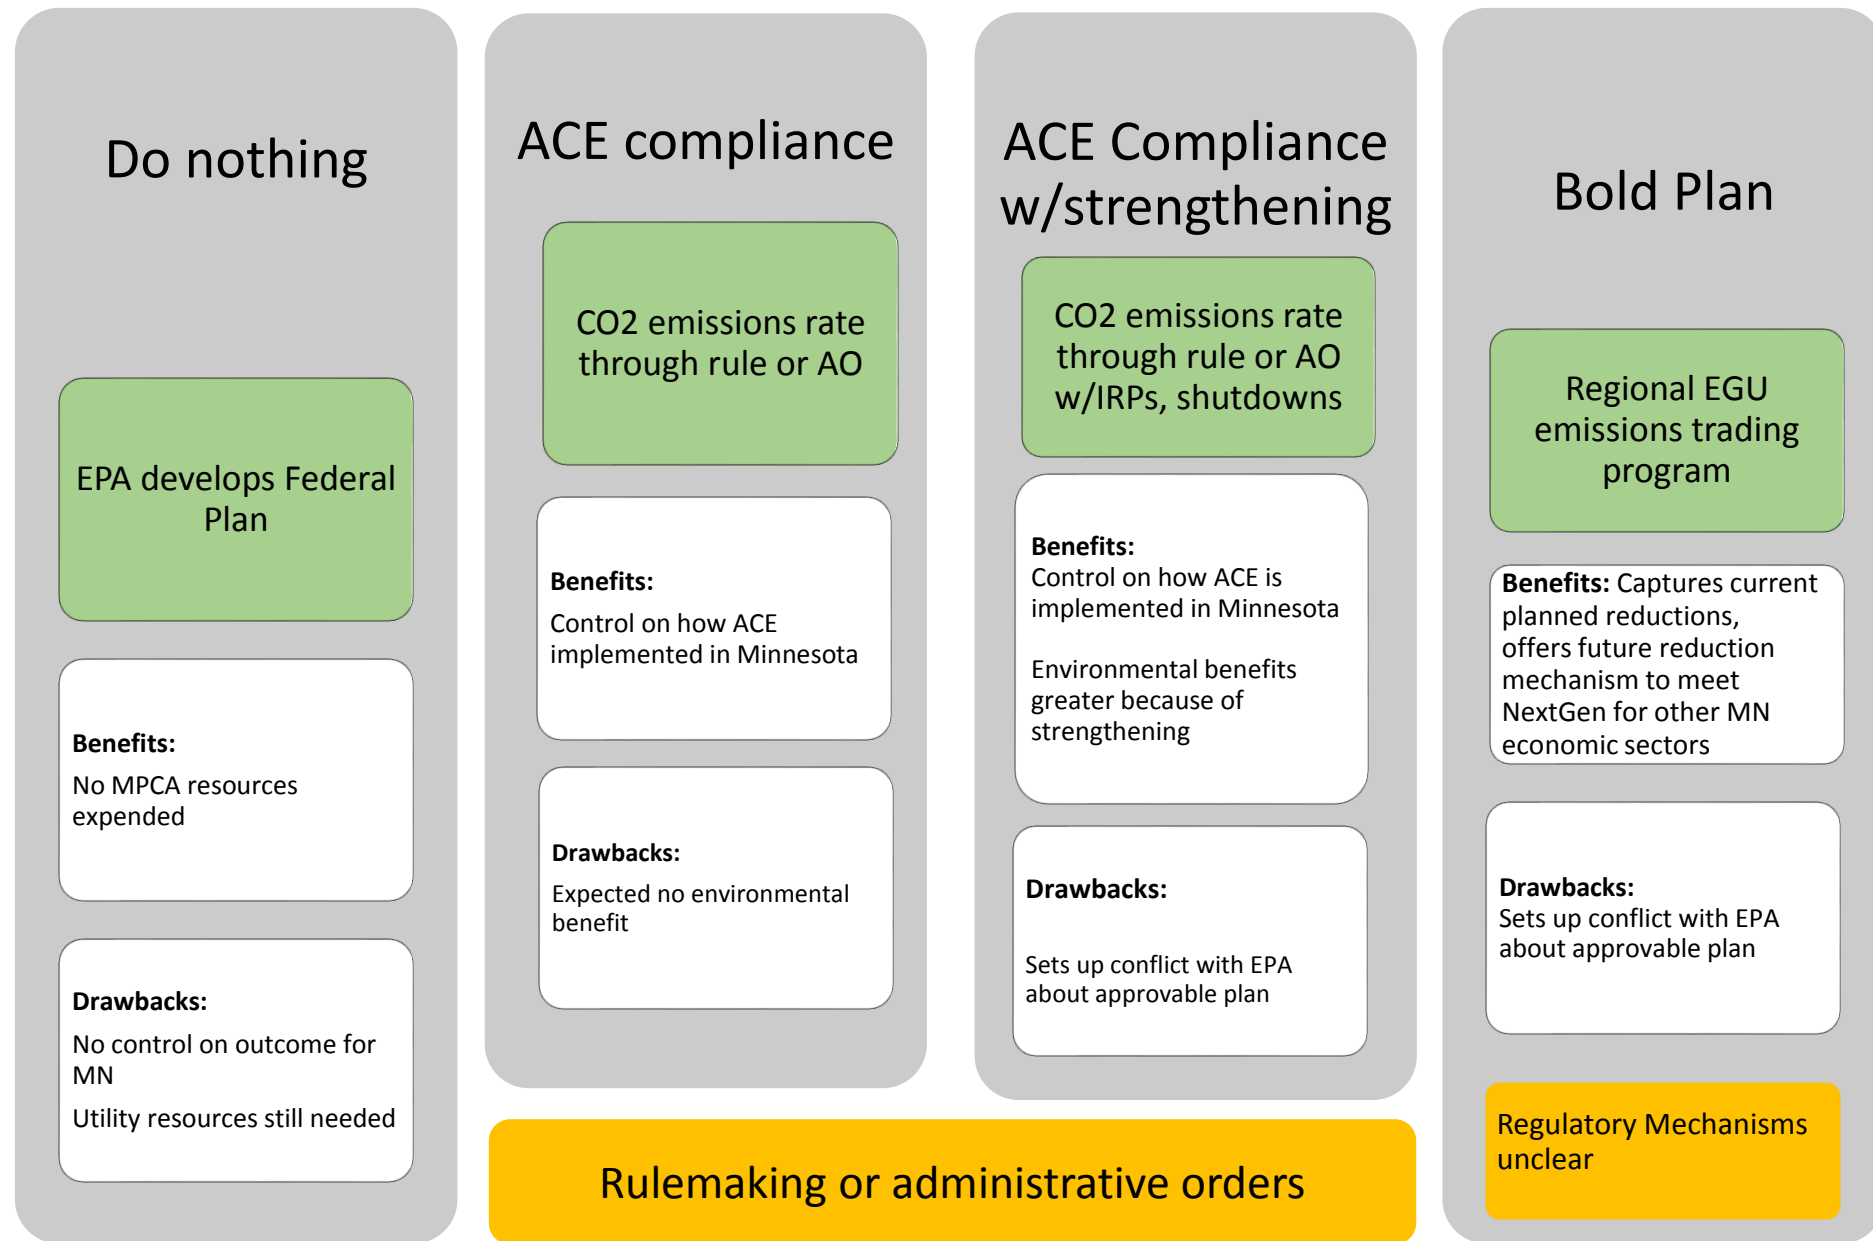 Do nothing
EPA develops Federal
Plan
Benefits:
No MPCA resources
expended
Drawbacks:
No control on outcome for
MN
Utility resources still needed
ACE compliance
CO2 emissions rate
through rule or AO
Benefits:
Control on how ACE
implemented in Minnesota
Drawbacks:
Expected no environmental
benefit
ACE Compliance
w/strengthening
CO2 emissions rate
through rule or AO
w/IRPs, shutdowns
Benefits:
Control on how ACE is
implemented in Minnesota
Environmental benefits
greater because of
strengthening
Drawbacks:
Sets up conflict with EPA
about approvable plan
Rulemaking or administrative orders
Bold Plan
Regional EGU
emissions trading
program
Benefits: Captures current
planned reductions,
offers future reduction
mechanism to meet
NextGen for other MN
economic sectors
Drawbacks:
Sets up conflict with EPA
about approvable plan
Regulatory Mechanisms
unclear